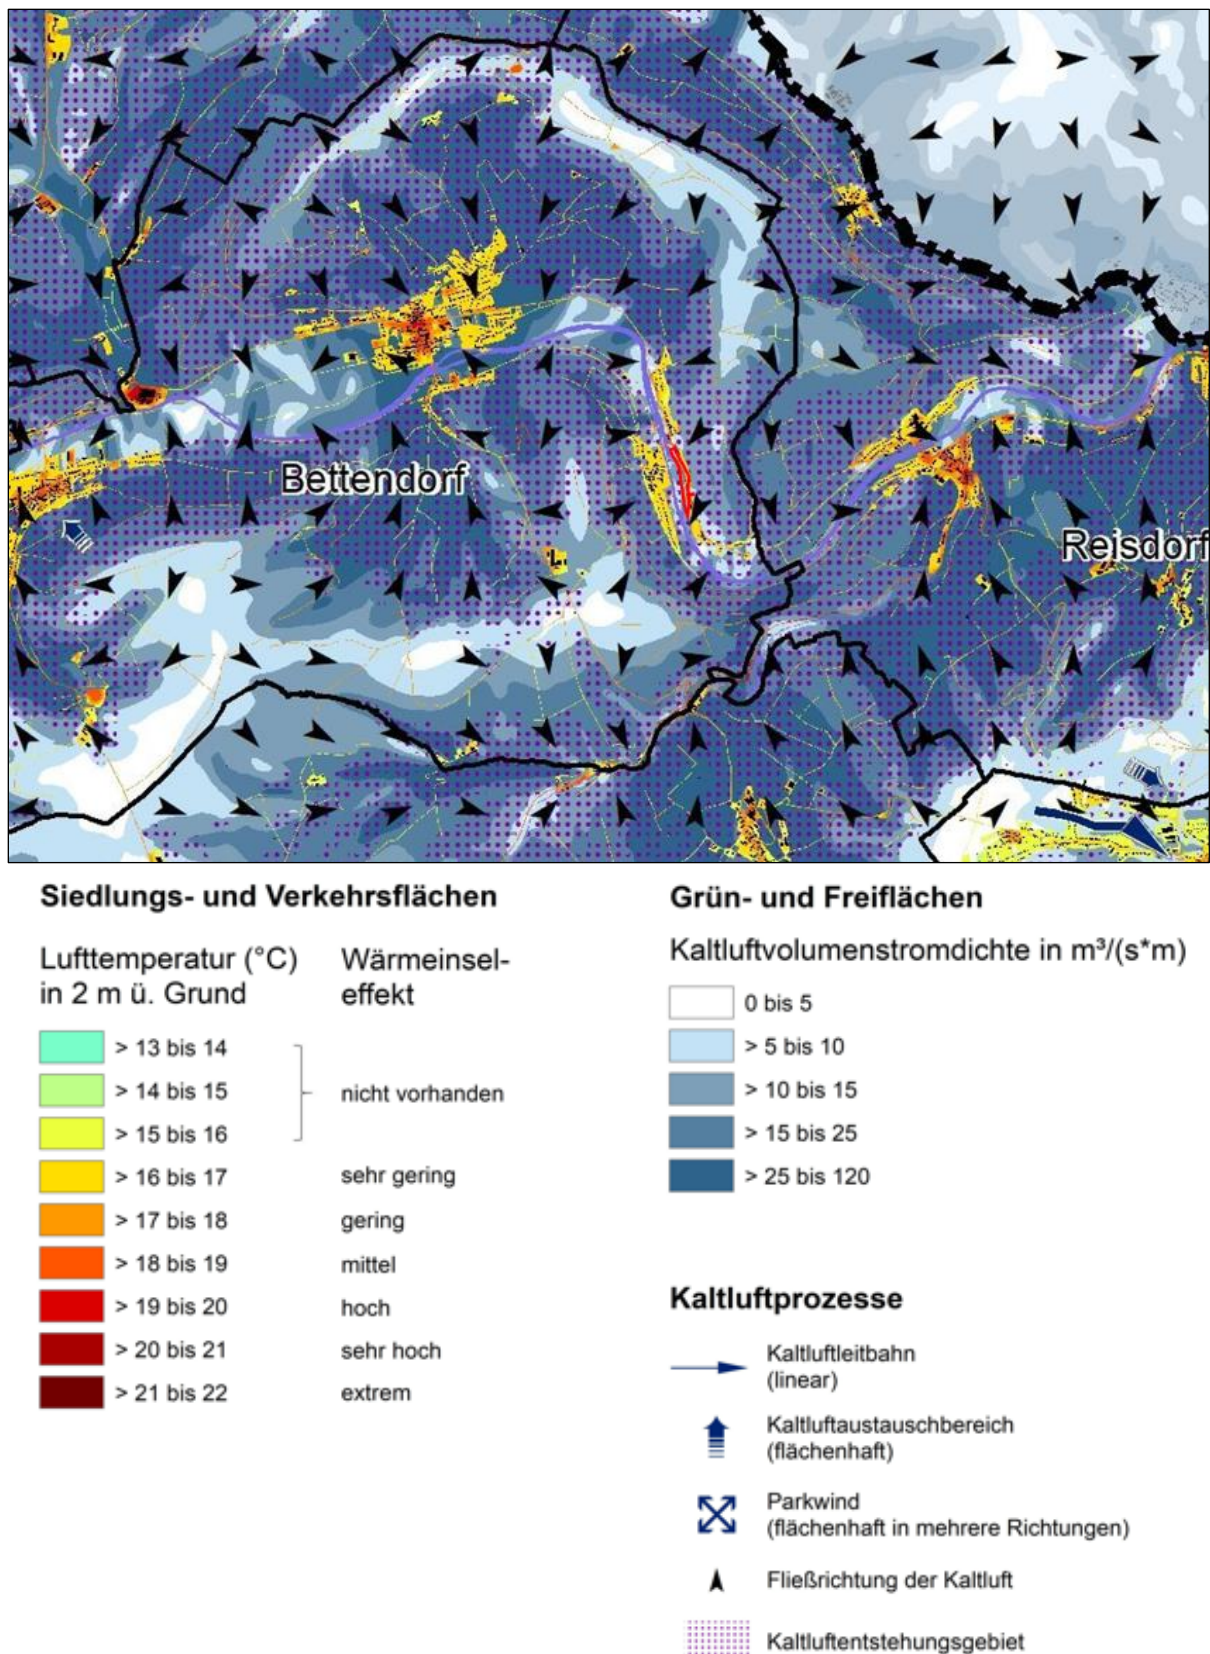 Bettendorf
Reisdorf
Siedlungs- und Verkehrsflächen
Lufttemperatur (°C)
in 2 m ü. Grund
Wärmeinsel-
effekt
> 13 bis 14
> 14 bis 15
nicht vorhanden
> 15 bis 16
> 16 bis 17 sehr gering
> 17 bis 18 gering
> 18 bis 19 mittel
> 19 bis 20 hoch
> 20 bis 21 sehr hoch
> 21 bis 22 extrem
Grün- und Freiflächen
Kaltluftvolumenstromdichte in m³/(s*m)
0 bis 5
> 5 bis 10
> 10 bis 15
> 15 bis 25
> 25 bis 120
Kaltluftprozesse
Kaltluftleitbahn
(linear)
Kaltluftaustauschbereich
(flächenhaft)
Parkwind
(flächenhaft in mehrere Richtungen)
Fließrichtung der Kaltluft
Kaltluftentstehungsgebiet